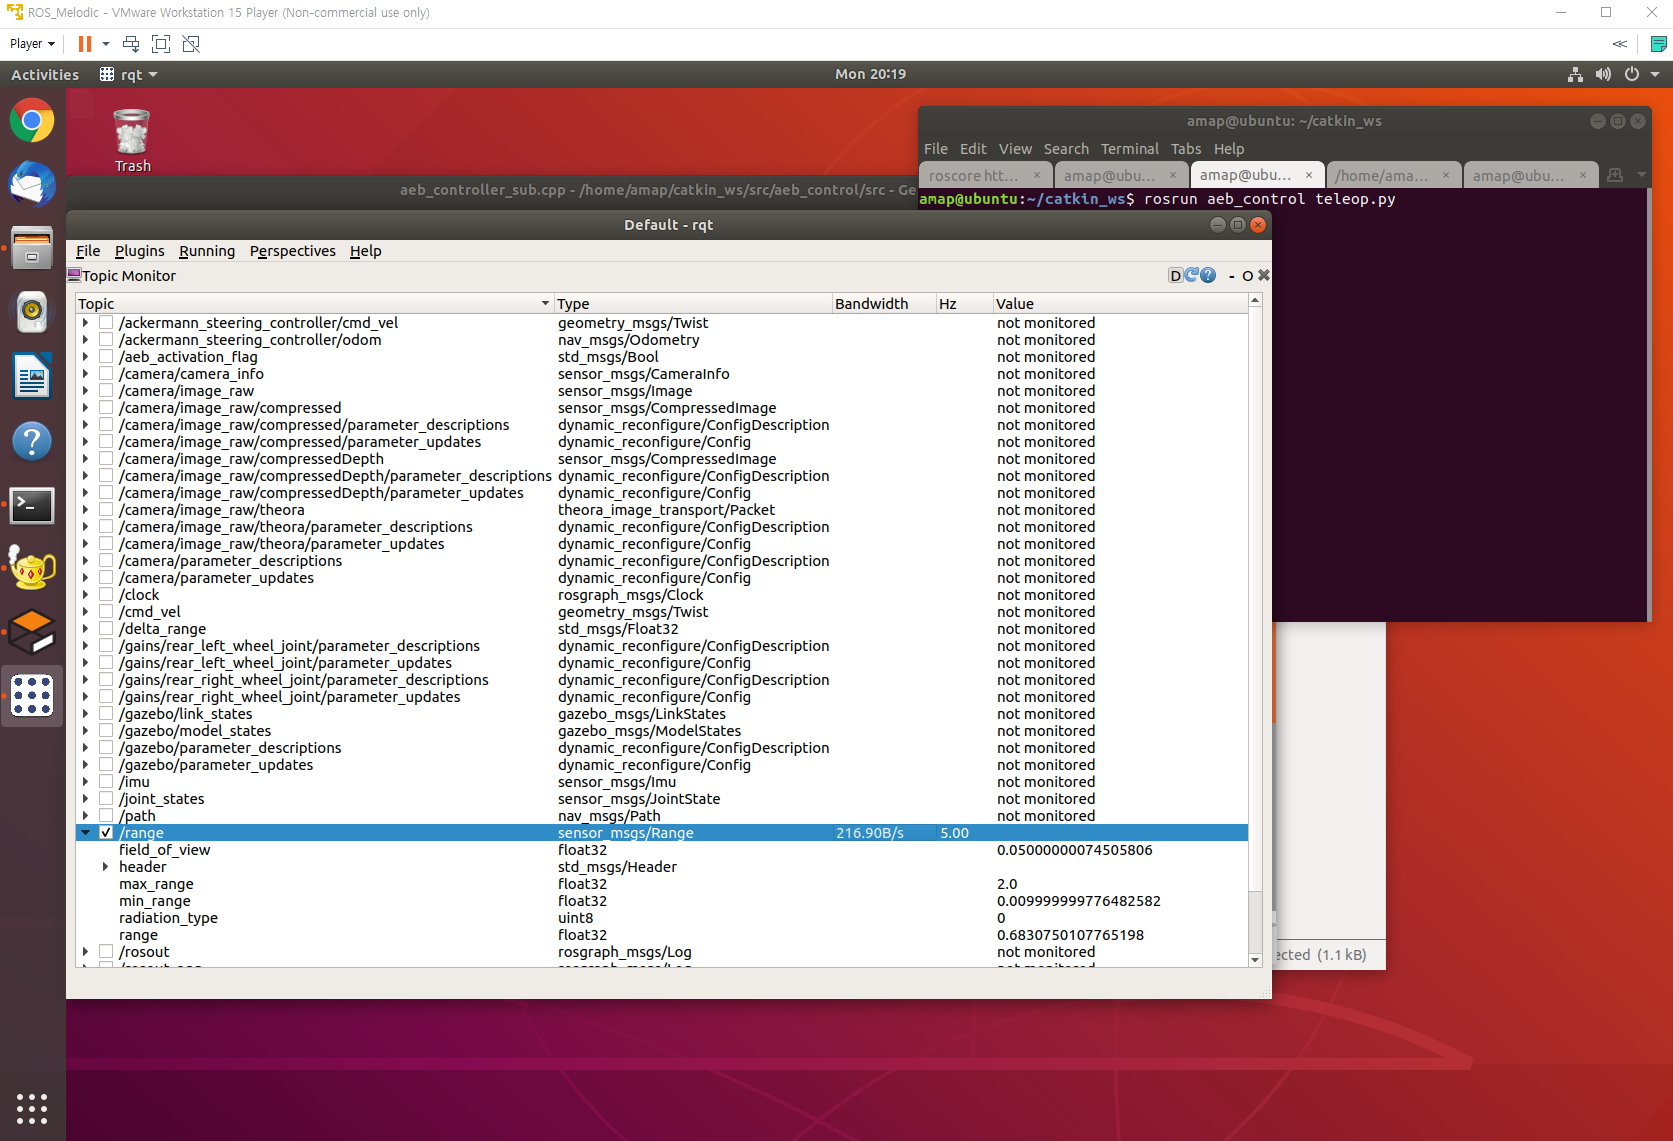 ROS_Melodic - VMware Workstation 15 Player (Non-commercial use only)
Player
Activities rqt Mon 20:19
Trash
amap@ubuntu: ~/catkin_ws
File Edit View Search Terminal Tabs Help
roscore htt... × amap@ubu... × amap@ubu... × /home/ama... × amap@ubu... ×
aeb_controller_sub.cpp - /home/amap/catkin_ws/src/aeb_control/src - Ge
amap@ubuntu:~/catkin_ws$ rosrun aeb_control teleop.py
Default - rqt
File Plugins Running Perspectives Help
Topic Monitor D ? - O
Topic Type Bandwidth Hz Value
/ackermann_steering_controller/cmd_vel geometry_msgs/Twist not monitored
/ackermann_steering_controller/odom nav_msgs/Odometry not monitored
/aeb_activation_flag std_msgs/Bool not monitored
/camera/camera_info sensor_msgs/CameraInfo not monitored
/camera/image_raw sensor_msgs/Image not monitored
/camera/image_raw/compressed sensor_msgs/CompressedImage not monitored
/camera/image_raw/compressed/parameter_descriptions dynamic_reconfigure/ConfigDescription not monitored
/camera/image_raw/compressed/parameter_updates dynamic_reconfigure/Config not monitored
/camera/image_raw/compressedDepth sensor_msgs/CompressedImage not monitored
/camera/image_raw/compressedDepth/parameter_descriptions dynamic_reconfigure/ConfigDescription not monitored
/camera/image_raw/compressedDepth/parameter_updates dynamic_reconfigure/Config not monitored
/camera/image_raw/theora theora_image_transport/Packet not monitored
/camera/image_raw/theora/parameter_descriptions dynamic_reconfigure/ConfigDescription not monitored
/camera/image_raw/theora/parameter_updates dynamic_reconfigure/Config not monitored
/camera/parameter_descriptions dynamic_reconfigure/ConfigDescription not monitored
/camera/parameter_updates dynamic_reconfigure/Config not monitored
/clock rosgraph_msgs/Clock not monitored
/cmd_vel geometry_msgs/Twist not monitored
/delta_range std_msgs/Float32 not monitored
/gains/rear_left_wheel_joint/parameter_descriptions dynamic_reconfigure/ConfigDescription not monitored
/gains/rear_left_wheel_joint/parameter_updates dynamic_reconfigure/Config not monitored
/gains/rear_right_wheel_joint/parameter_descriptions dynamic_reconfigure/ConfigDescription not monitored
/gains/rear_right_wheel_joint/parameter_updates dynamic_reconfigure/Config not monitored
/gazebo/link_states gazebo_msgs/LinkStates not monitored
/gazebo/model_states gazebo_msgs/ModelStates not monitored
/gazebo/parameter_descriptions dynamic_reconfigure/ConfigDescription not monitored
/gazebo/parameter_updates dynamic_reconfigure/Config not monitored
/imu sensor_msgs/Imu not monitored
/joint_states sensor_msgs/JointState not monitored
/path nav_msgs/Path not monitored
/range sensor_msgs/Range 216.90B/s 5.00
field_of_view float32 0.05000000074505806
header std_msgs/Header
max_range float32 2.0
min_range float32 0.009999999776482582
radiation_type uint8 0
range float32 0.6830750107765198
/rosout rosgraph_msgs/Log not monitored
ected (1.1 kB)